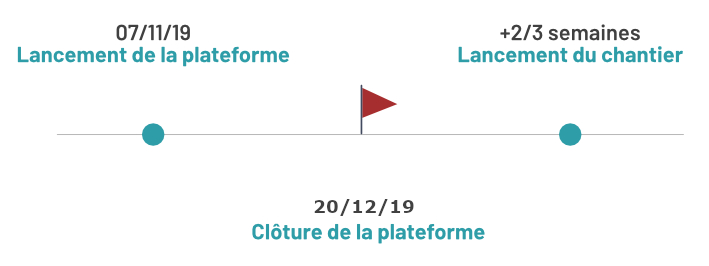 07/11/19
Lancement de la plateforme
+2/3 semaines
Lancement du chantier
20/12/19
Clôture de la plateforme